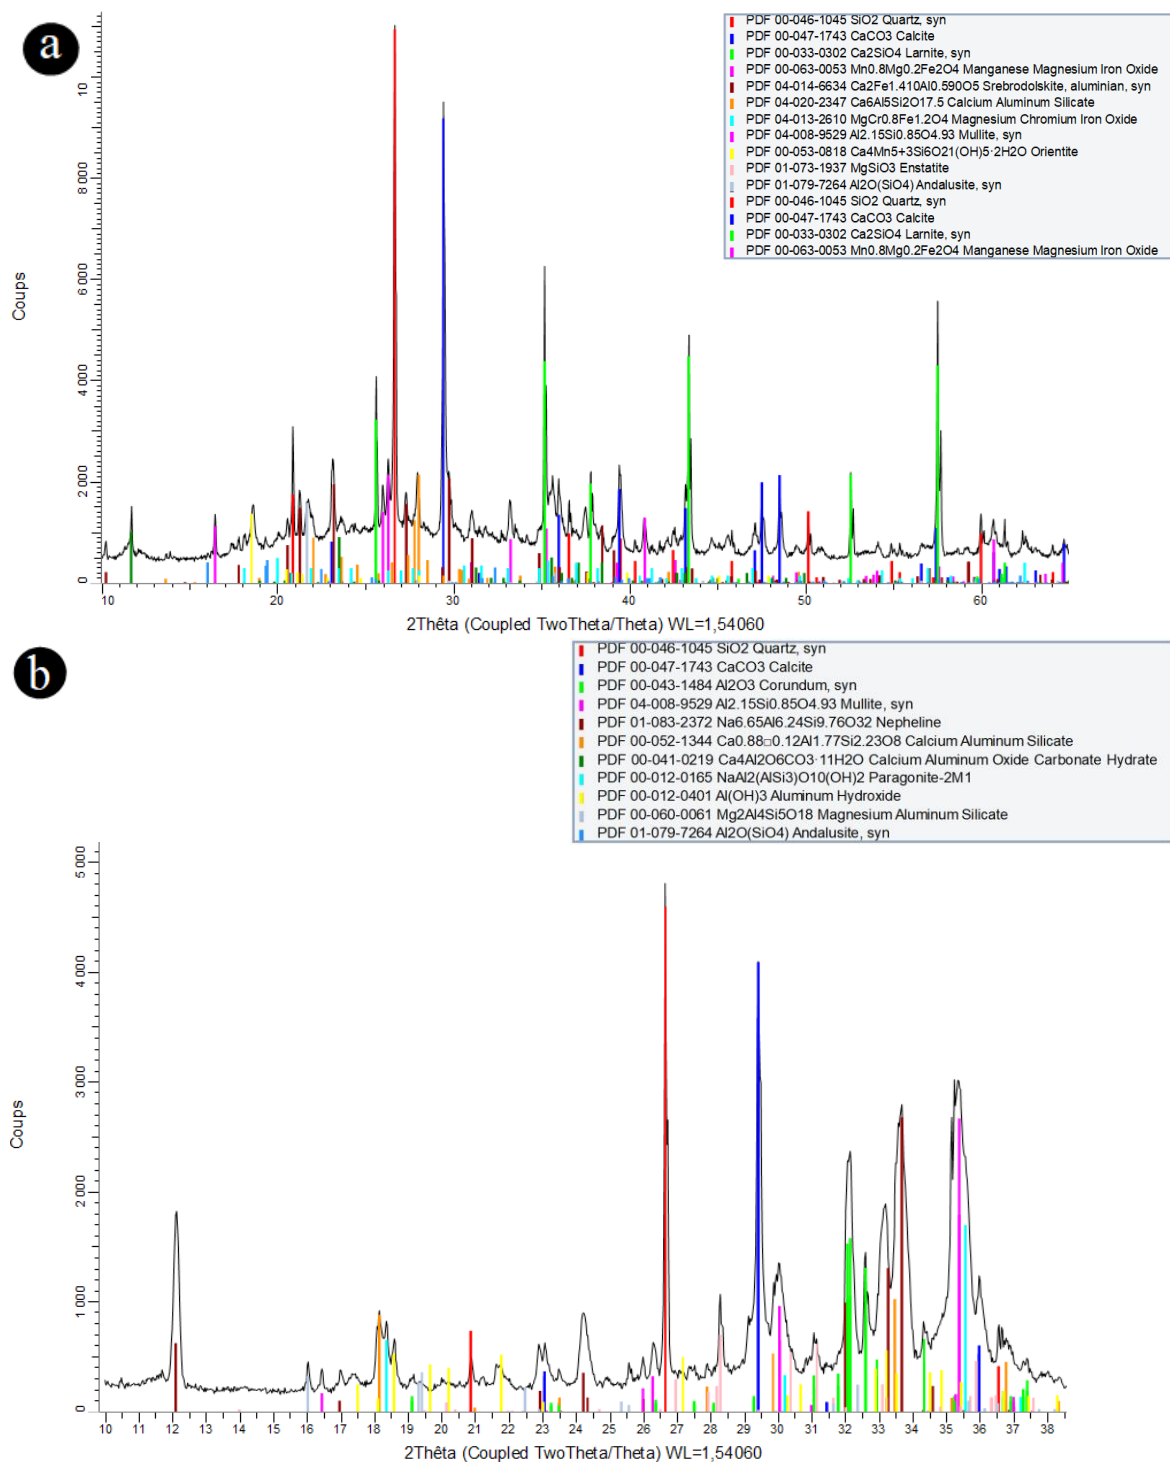 a
PDF 00-046-1045 SiO2 Quartz, syn
PDF 00-047-1743 CaCO3 Calcite
PDF 00-033-0302 Ca2SiO4 Larnite, syn
PDF 00-063-0053 Mn0.8Mg0.2Fe2O4 Manganese Magnesium Iron Oxide
PDF 04-014-6634 Ca2Fe1.410Al0.590O5 Srebrodolskite, aluminian, syn
PDF 04-020-2347 Ca6Al5Si2O17.5 Calcium Aluminum Silicate
PDF 04-013-2610 MgCr0.8Fe1.2O4 Magnesium Chromium Iron Oxide
PDF 04-008-9529 Al2.15Si0.85O4.93 Mullite, syn
PDF 00-053-0818 Ca4Mn5+3Si6O21(OH)5·2H2O Orientite
PDF 01-073-1937 MgSiO3 Enstatite
PDF 01-079-7264 Al2O(SiO4) Andalusite, syn
PDF 00-046-1045 SiO2 Quartz, syn
PDF 00-047-1743 CaCO3 Calcite
PDF 00-033-0302 Ca2SiO4 Larnite, syn
PDF 00-063-0053 Mn0.8Mg0.2Fe2O4 Manganese Magnesium Iron Oxide
Coups
10
8 000
6 000
4 000
2 000
0
10 20 30 40 50 60
2Thêta (Coupled TwoTheta/Theta) WL=1,54060
b
PDF 00-046-1045 SiO2 Quartz, syn
PDF 00-047-1743 CaCO3 Calcite
PDF 00-043-1484 Al2O3 Corundum, syn
PDF 04-008-9529 Al2.15Si0.85O4.93 Mullite, syn
PDF 01-083-2372 Na6.65Al6.24Si9.76O32 Nepheline
PDF 00-052-1344 Ca0.88□0.12Al1.77Si2.23O8 Calcium Aluminum Silicate
PDF 00-041-0219 Ca4Al2O6CO3·11H2O Calcium Aluminum Oxide Carbonate Hydrate
PDF 00-012-0165 NaAl2(AlSi3)O10(OH)2 Paragonite-2M1
PDF 00-012-0401 Al(OH)3 Aluminum Hydroxide
PDF 00-060-0061 Mg2Al4Si5O18 Magnesium Aluminum Silicate
PDF 01-079-7264 Al2O(SiO4) Andalusite, syn
Coups
5 000
4 000
3 000
2 000
1 000
0
10 11 12 13 14 15 16 17 18 19 20 21 22 23 24 25 26 27 28 29 30 31 32 33 34 35 36 37 38
2Thêta (Coupled TwoTheta/Theta) WL=1,54060